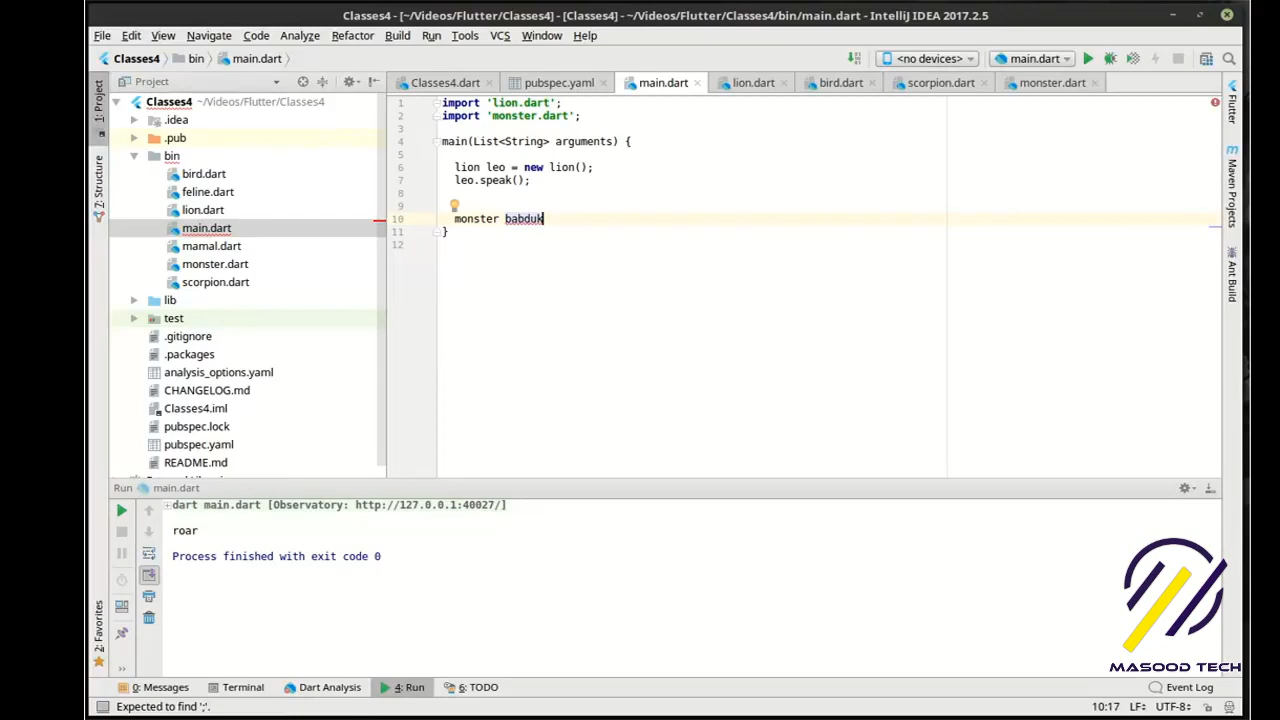 Classes4 - [~/Videos/Flutter/Classes4] - [Classes4] - ~/Videos/Flutter/Classes4/bin/main.dart - IntelliJ IDEA 2017.2.5
File Edit View Navigate Code Analyze Refactor Build Run Tools VCS Window Help
Classes4 bin main.dart <no devices> main.dart
Project
Classes4.dart pubspec.yaml main.dart lion.dart bird.dart scorpion.dart monster.dart
1: Project
7: Structure
2: Favorites
Classes4 ~/Videos/Flutter/Classes4
.idea
.pub
bin
bird.dart
feline.dart
lion.dart
main.dart
mamal.dart
monster.dart
scorpion.dart
lib
test
.gitignore
.packages
analysis_options.yaml
CHANGELOG.md
Classes4.iml
pubspec.lock
pubspec.yaml
README.md
1 import 'lion.dart';
2 import 'monster.dart';
3
4 main(List<String> arguments) {
5
6 lion leo = new lion();
7 leo.speak();
8
9
10 monster babduk
11 }
12
Flutter
Maven Projects
Ant Build
Run main.dart
dart main.dart [Observatory: http://127.0.0.1:40027/]
roar
Process finished with exit code 0
MASOOD TECH
0: Messages Terminal Dart Analysis 4: Run 6: TODO Event Log
Expected to find ';'. 10:17 LF UTF-8